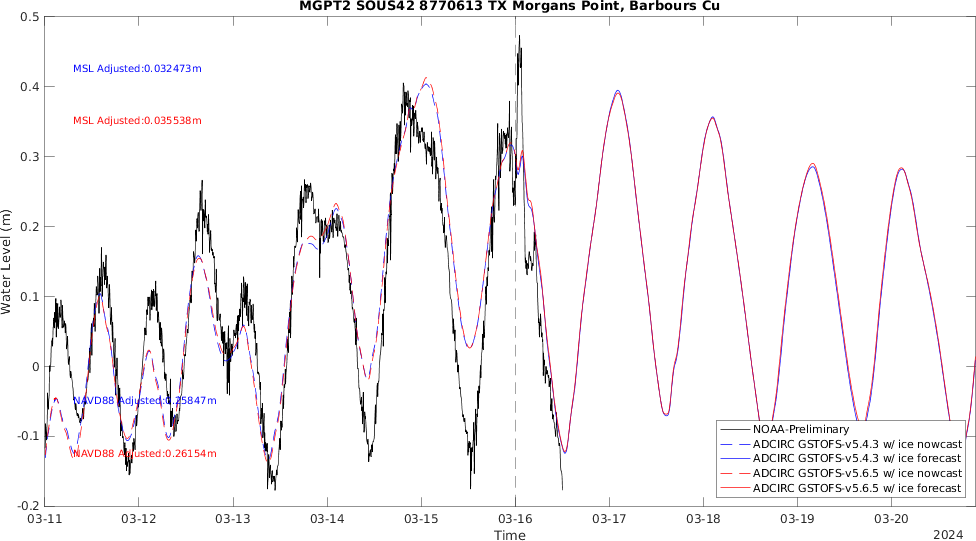 MGPT2 SOUS42 8770613 TX Morgans Point, Barbours Cu
0.5
MSL Adjusted:0.032473m
0.4
MSL Adjusted:0.035538m
0.3
0.2
Water Level (m)
0.1
0
NAVD88 Adjusted:0.25847m
-0.1
NAVD88 Adjusted:0.26154m
-0.2
NOAA-Preliminary
ADCIRC GSTOFS-v5.4.3 w/ ice nowcast
ADCIRC GSTOFS-v5.4.3 w/ ice forecast
ADCIRC GSTOFS-v5.6.5 w/ ice nowcast
ADCIRC GSTOFS-v5.6.5 w/ ice forecast
03-11 03-12 03-13 03-14 03-15 03-16 03-17 03-18 03-19 03-20
Time
2024